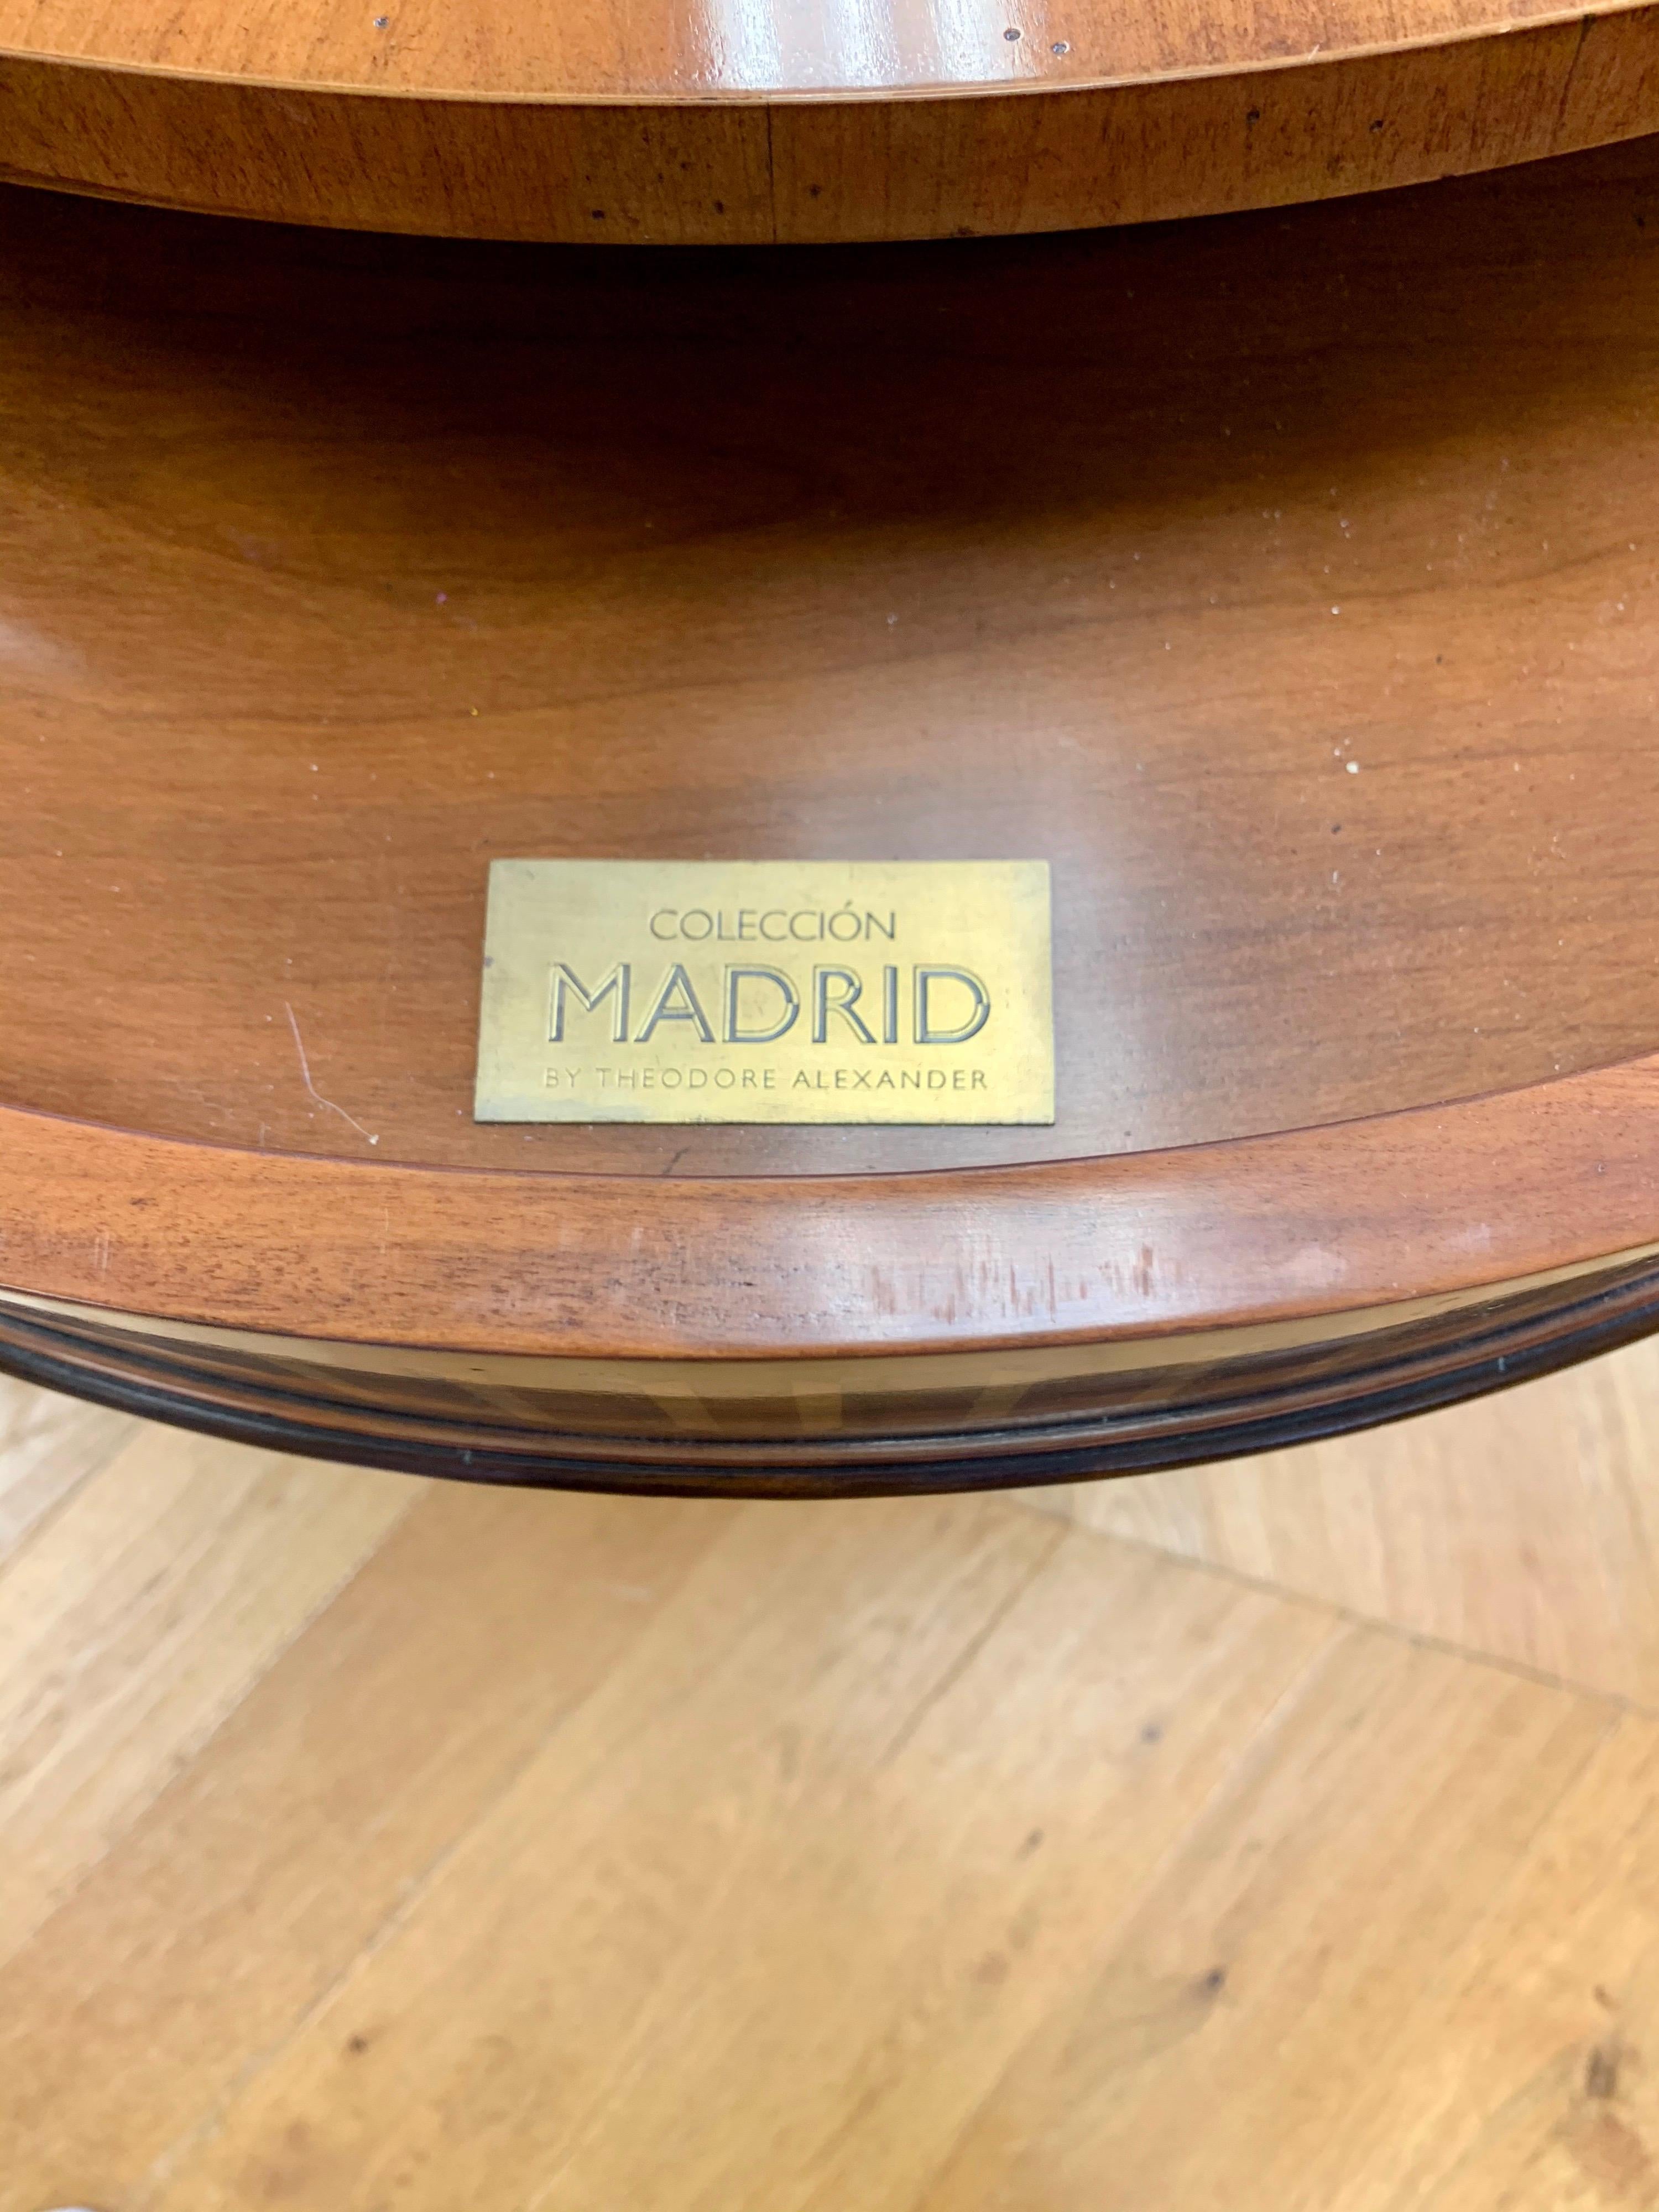 COLECCIÓN
MADRID
BY THEODORE ALEXANDER